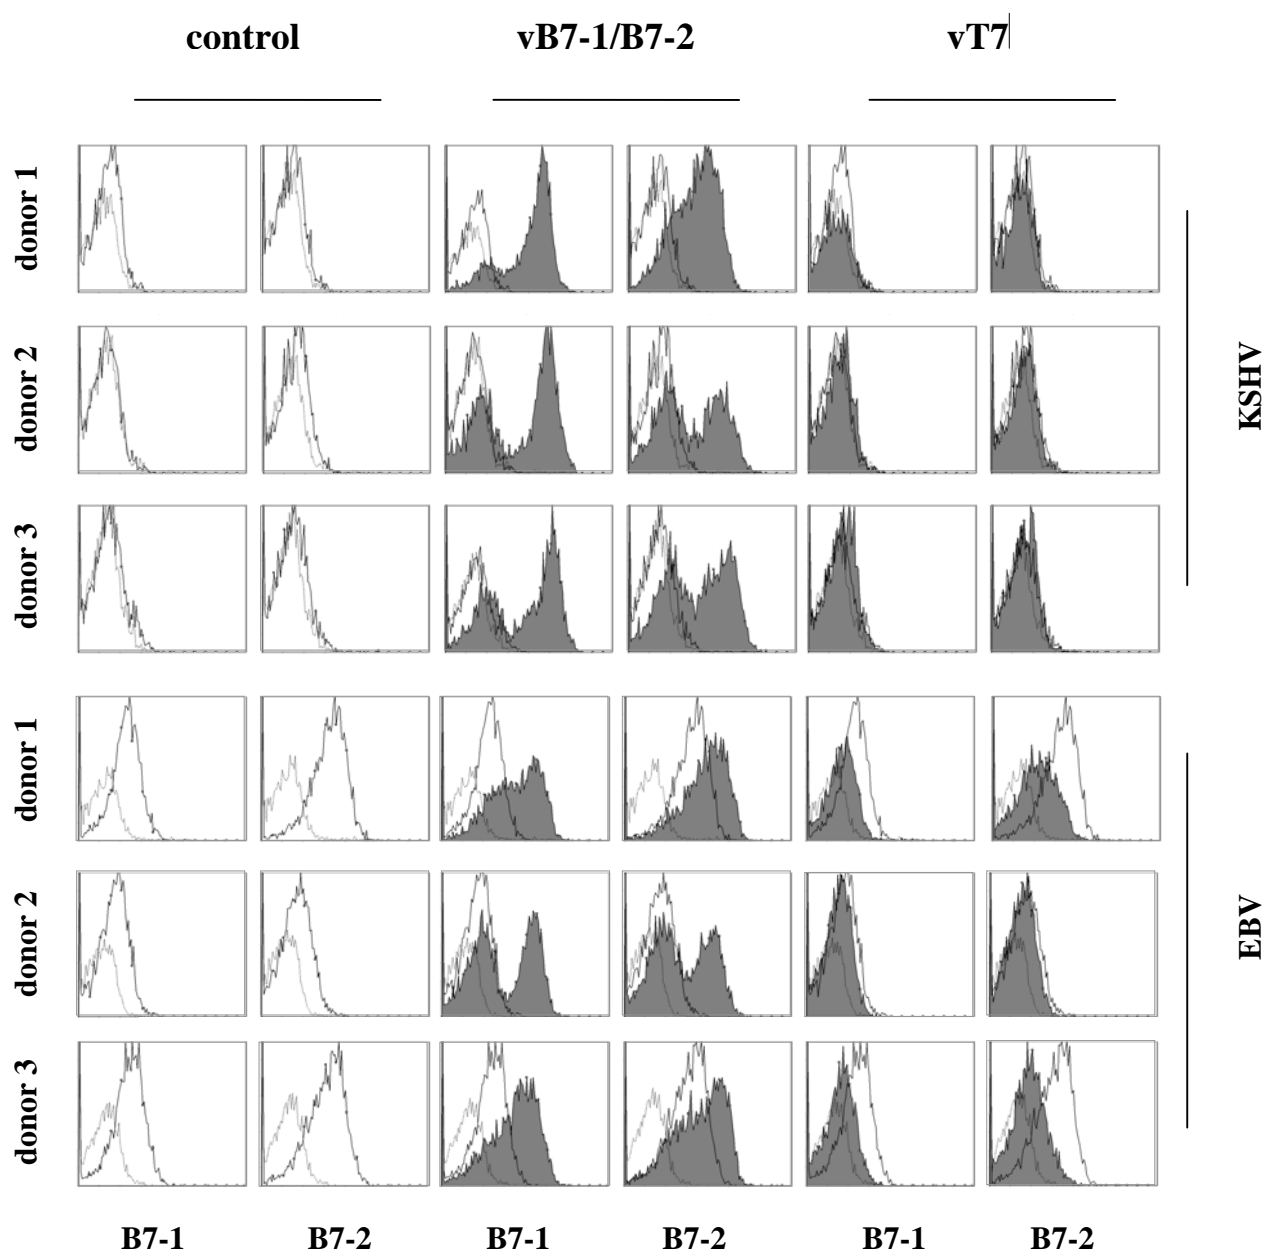 control vB7-1/B7-2 vT7
donor 1
donor 2
donor 3
KSHV
donor 1
donor 2
donor 3
EBV
B7-1 B7-2 B7-1 B7-2 B7-1 B7-2